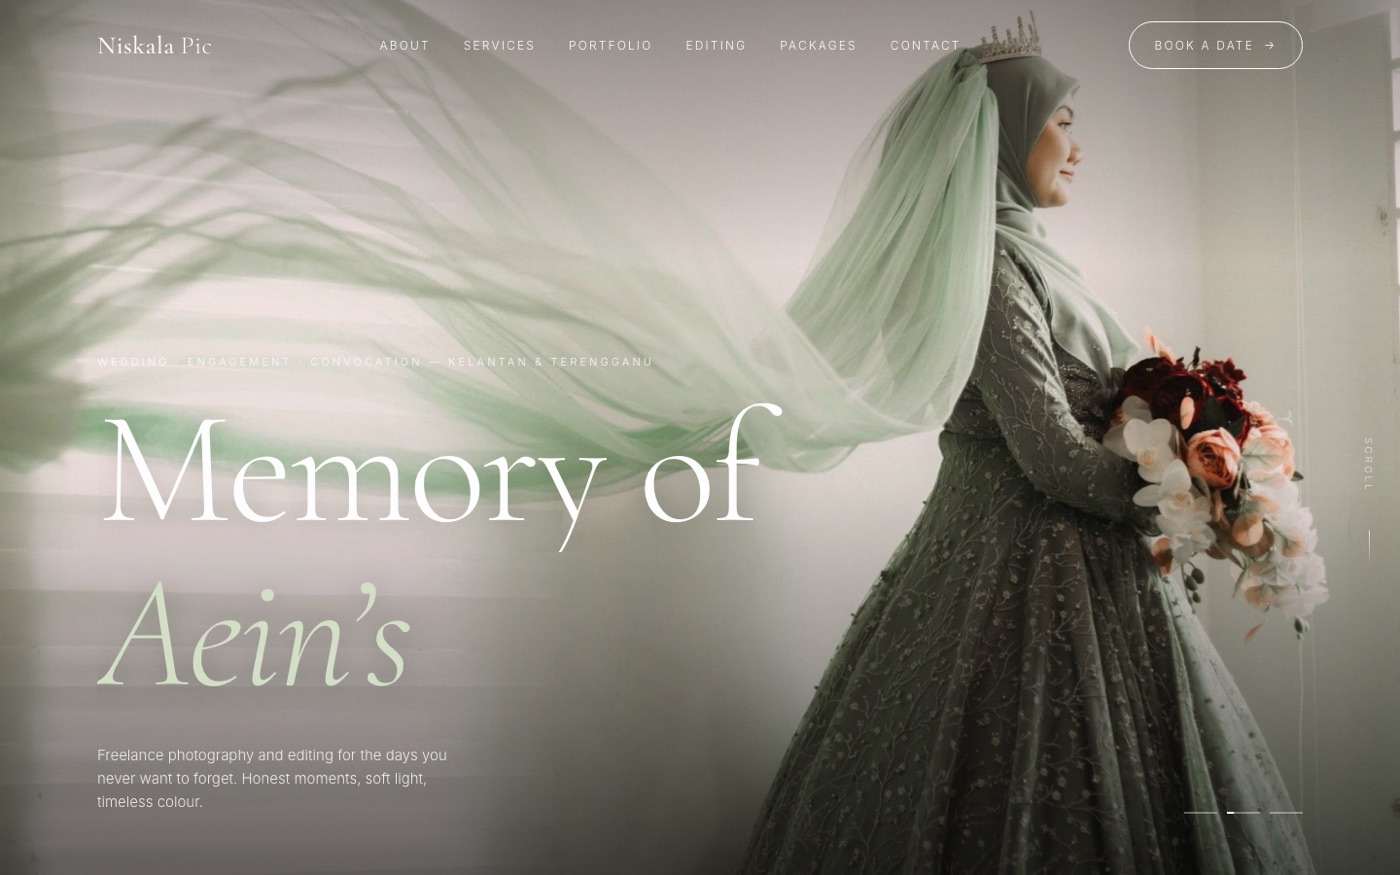 Niskala Pic
ABOUT
SERVICES
PORTFOLIO
EDITING
PACKAGES
CONTACT
BOOK A DATE →
WEDDING · ENGAGEMENT · CONVOCATION — KELANTAN & TERENGGANU
Memory of
Aein’s
SCROLL
Freelance photography and editing for the days you
never want to forget. Honest moments, soft light,
timeless colour.